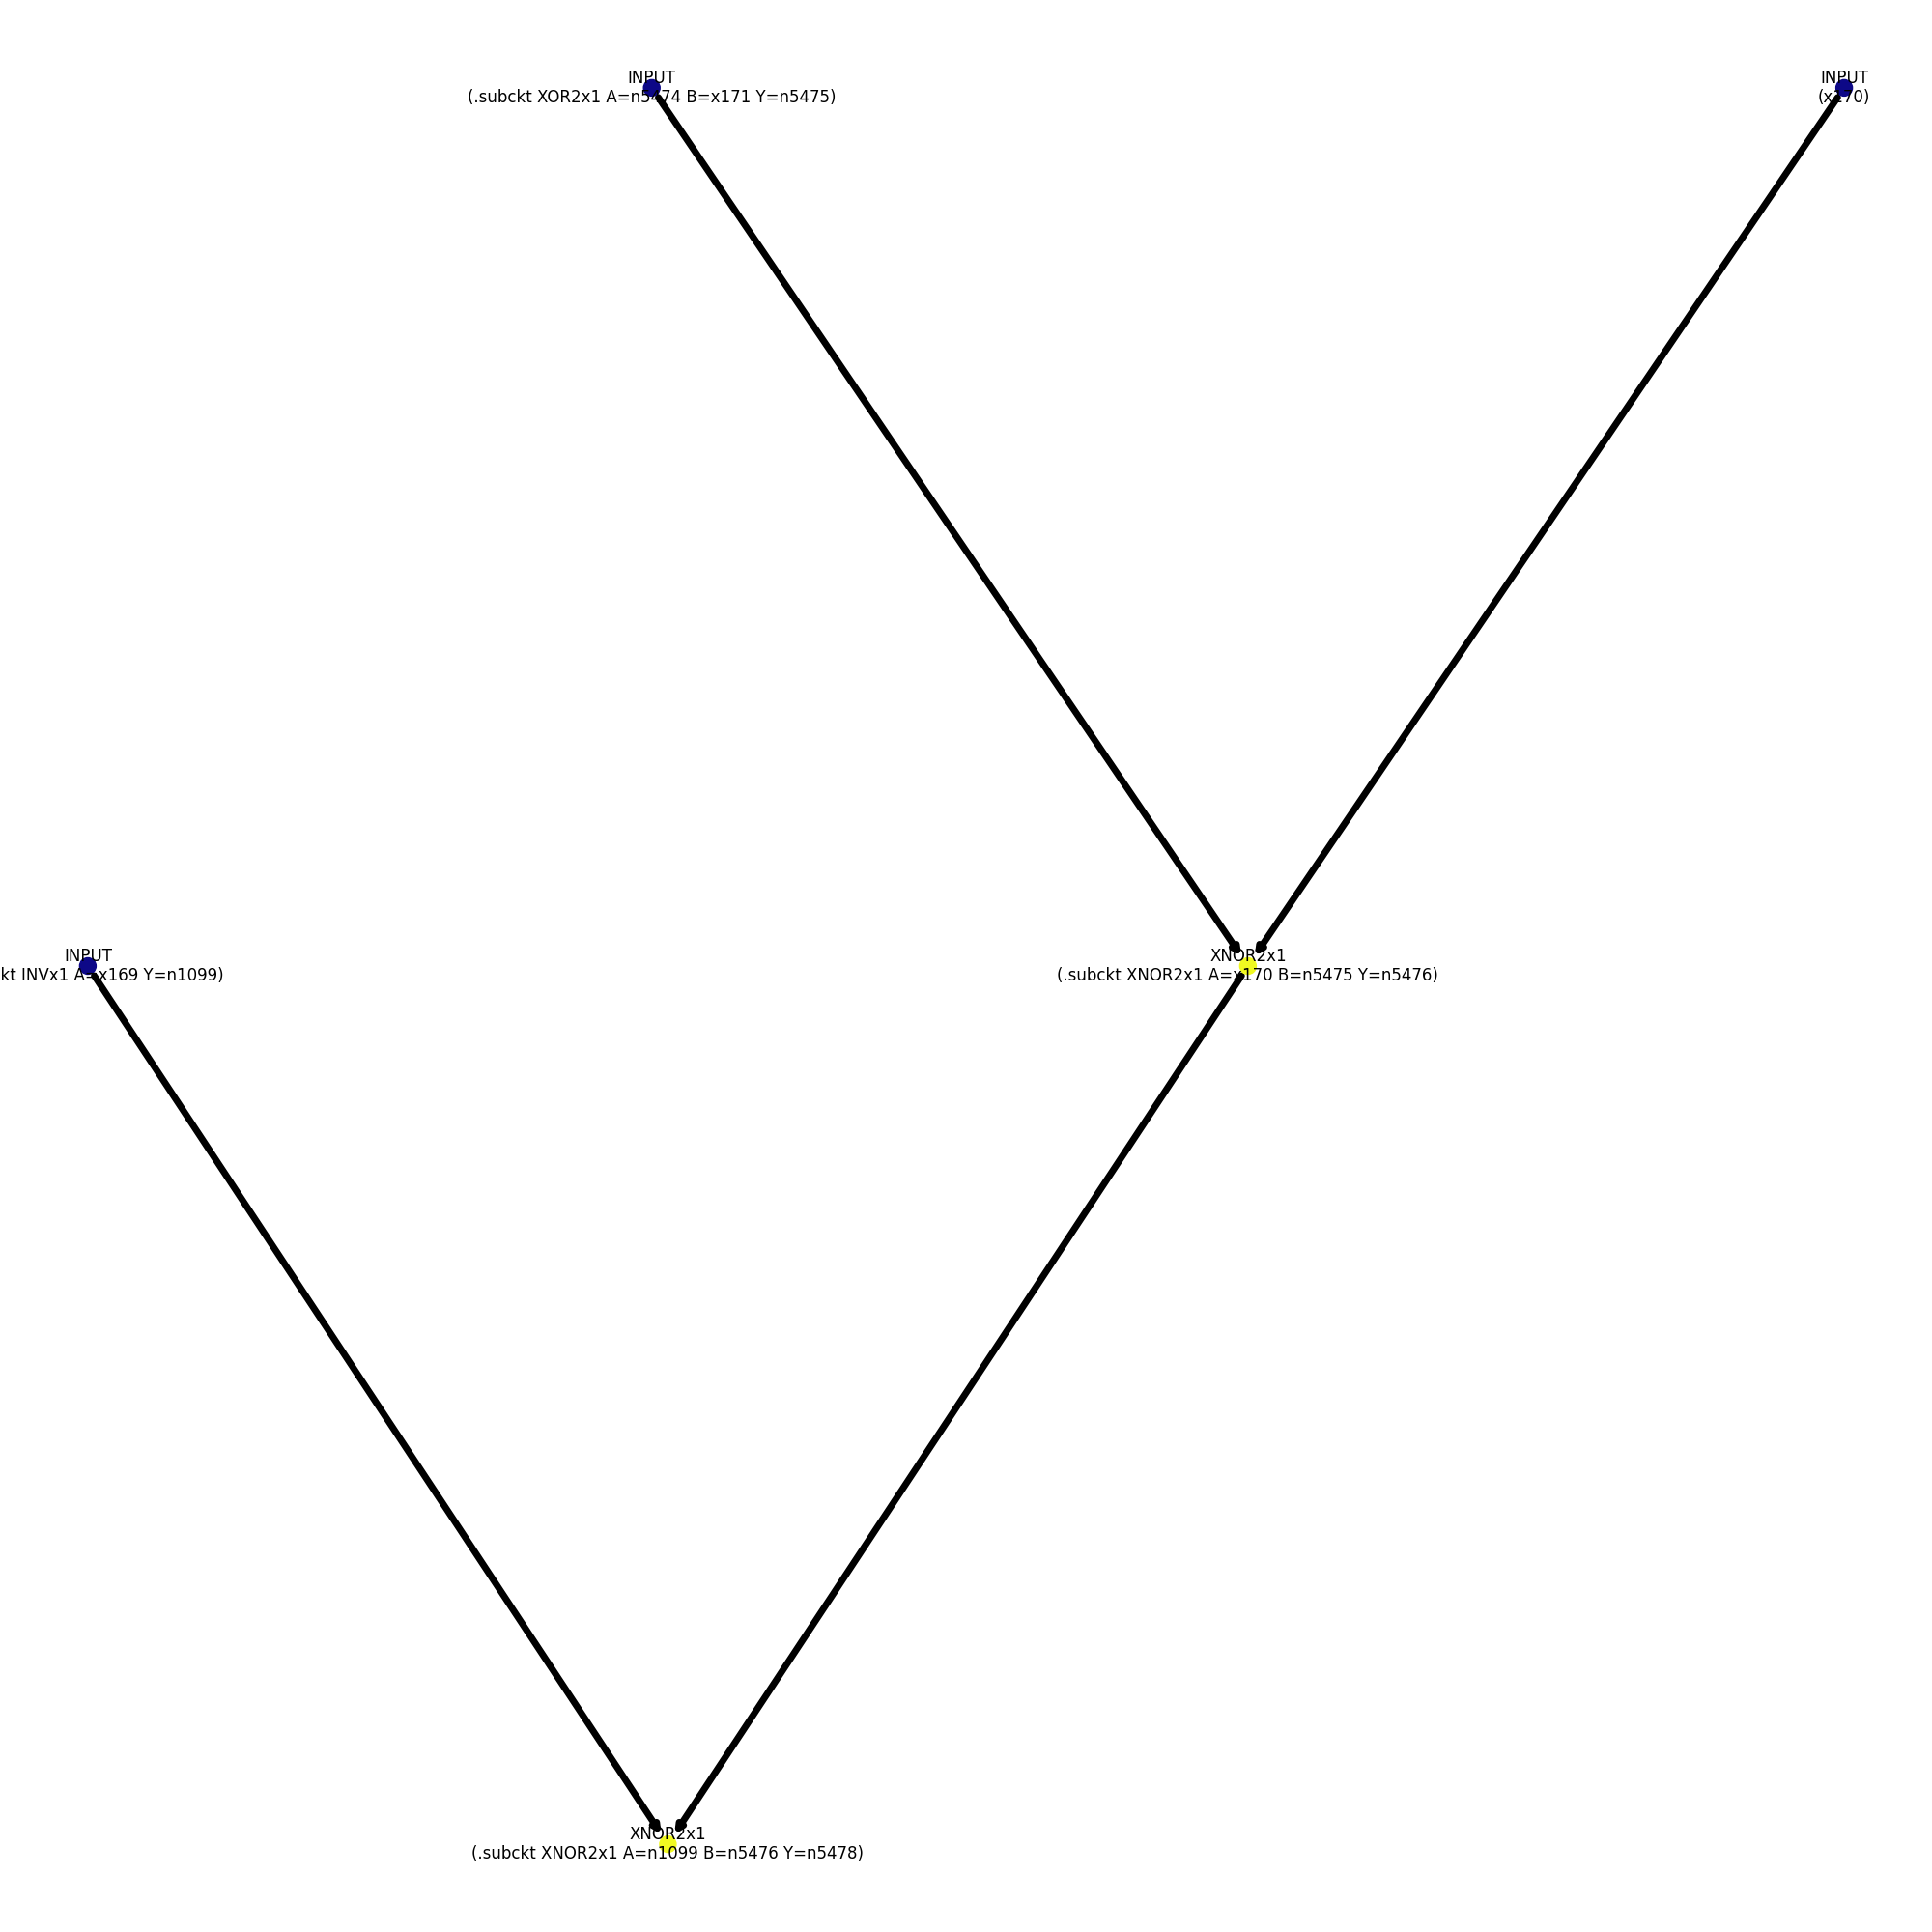 INPUT
(.subckt XOR2x1 A=n5474 B=x171 Y=n5475)
INPUT
(x170)
INPUT
kt INVx1 A=x169 Y=n1099)
XNOR2x1
(.subckt XNOR2x1 A=x170 B=n5475 Y=n5476)
XNOR2x1
(.subckt XNOR2x1 A=n1099 B=n5476 Y=n5478)